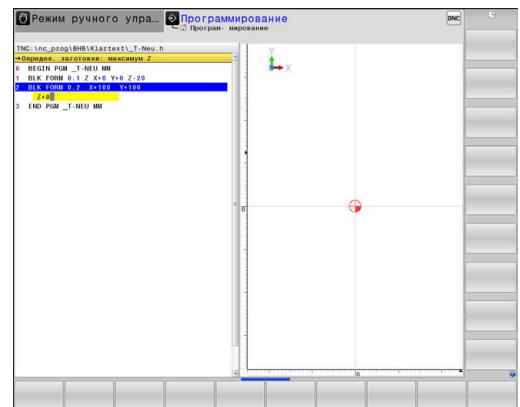 Режим ручного упра...
Программирование
Програм- мирование
DNC
TNC:\nc_prog\BHB\Klartext\_T-Neu.h
→Определ. заготовки: максимум Z
0 BEGIN PGM _T-NEU MM
1 BLK FORM 0.1 Z X+0 Y+0 Z-20
2 BLK FORM 0.2 X+100 Y+100
Z+0
3 END PGM _T-NEU MM
Y
X
0
0